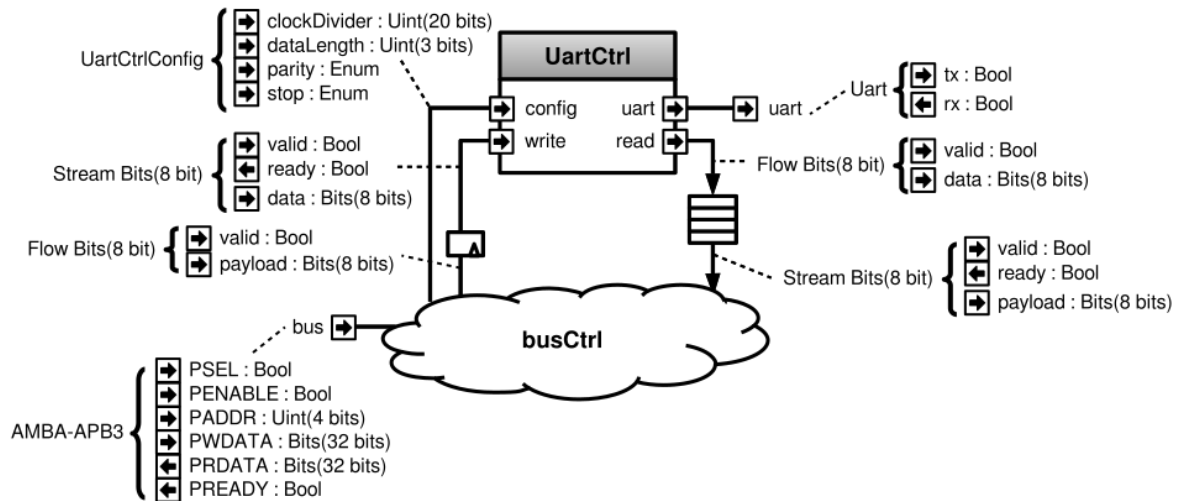 UartCtrlConfig
clockDivider : Uint(20 bits)
dataLength : Uint(3 bits)
parity : Enum
stop : Enum
UartCtrl
config
uart
write
read
uart
Uart
tx : Bool
rx : Bool
Stream Bits(8 bit)
valid : Bool
ready : Bool
data : Bits(8 bits)
Flow Bits(8 bit)
valid : Bool
data : Bits(8 bits)
Flow Bits(8 bit)
valid : Bool
payload : Bits(8 bits)
Stream Bits(8 bit)
valid : Bool
ready : Bool
payload : Bits(8 bits)
bus
busCtrl
AMBA-APB3
PSEL : Bool
PENABLE : Bool
PADDR : Uint(4 bits)
PWDATA : Bits(32 bits)
PRDATA : Bits(32 bits)
PREADY : Bool